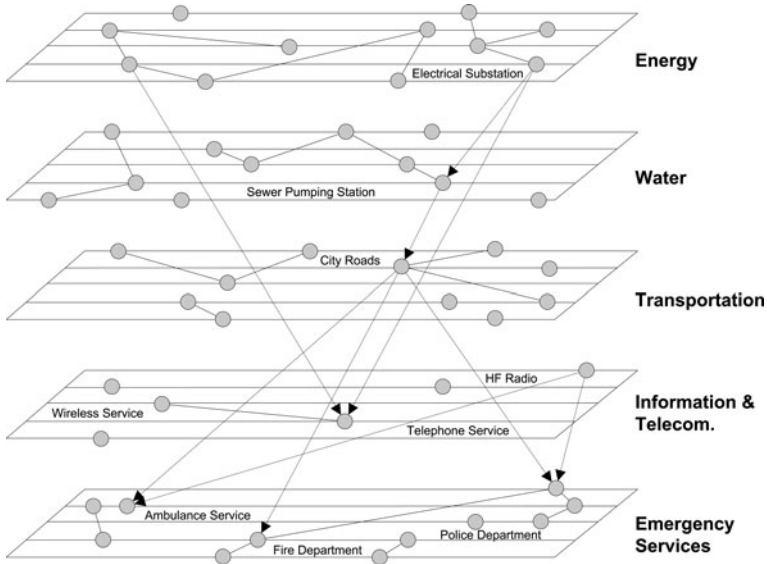 Electrical Substation
Energy
Sewer Pumping Station
Water
City Roads
Transportation
HF Radio
Wireless Service
Information &
Telecom.
Telephone Service
Ambulance Service
Police Department
Emergency
Services
Fire Department